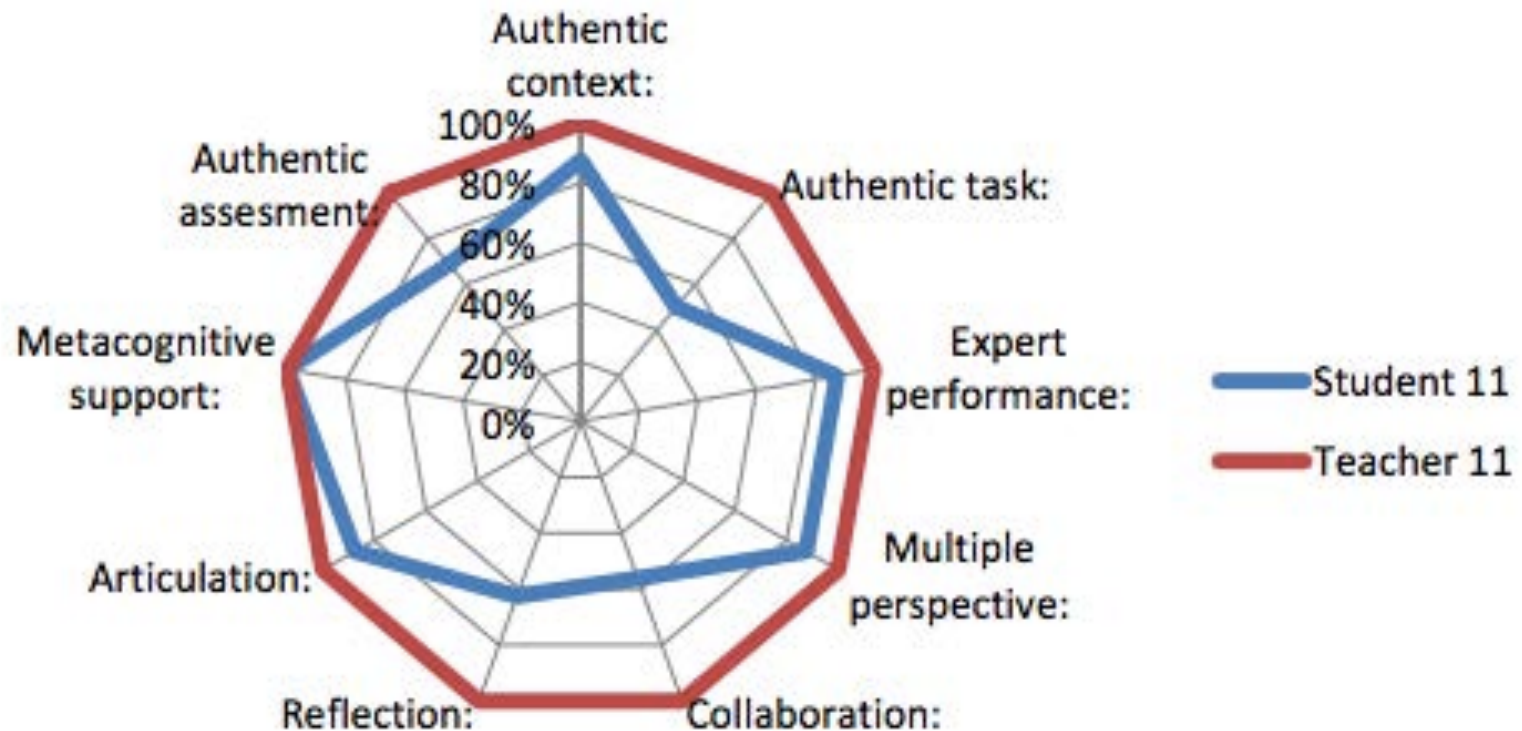 Authentic
context:
100%
80%
60%
40%
20%
0%
Authentic task:
Expert
performance:
Multiple
perspective:
Collaboration:
Reflection:
Articulation:
Metacognitive
support:
Authentic
assesment:
Student 11
Teacher 11